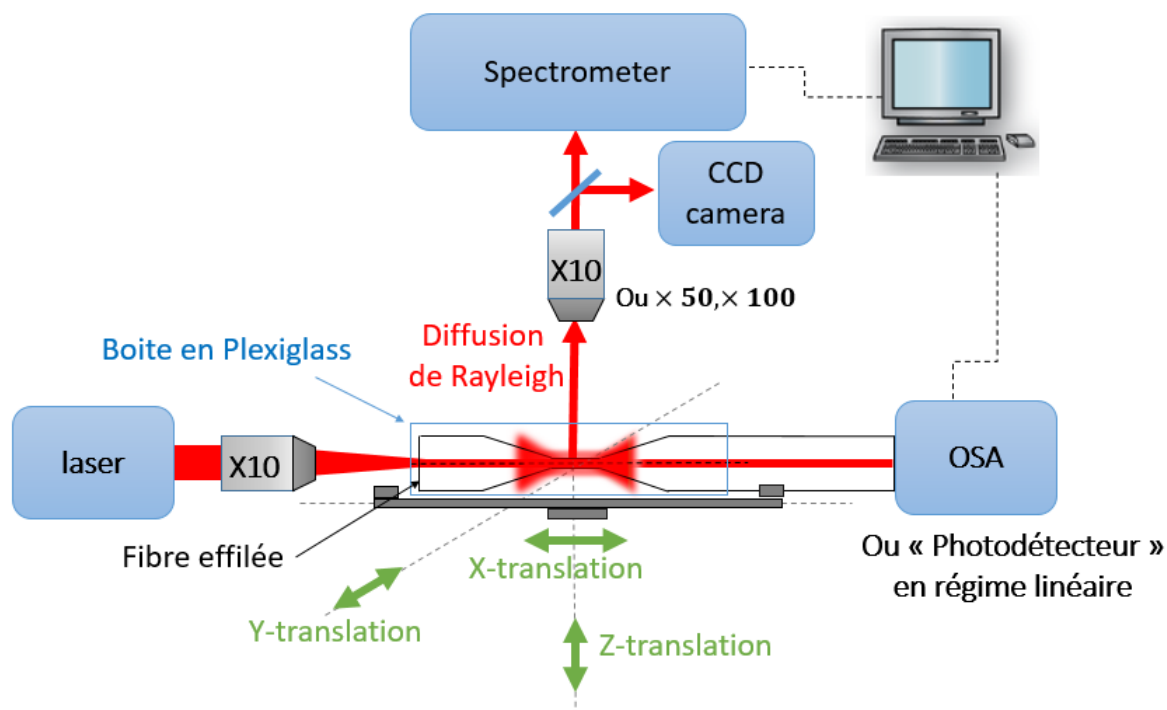 Spectrometer
CCD
camera
X10
Ou × 50,× 100
Diffusion
de Rayleigh
Boite en Plexiglass
laser
X10
OSA
Fibre effilée
X-translation
Ou « Photodétecteur »
en régime linéaire
Y-translation
Z-translation